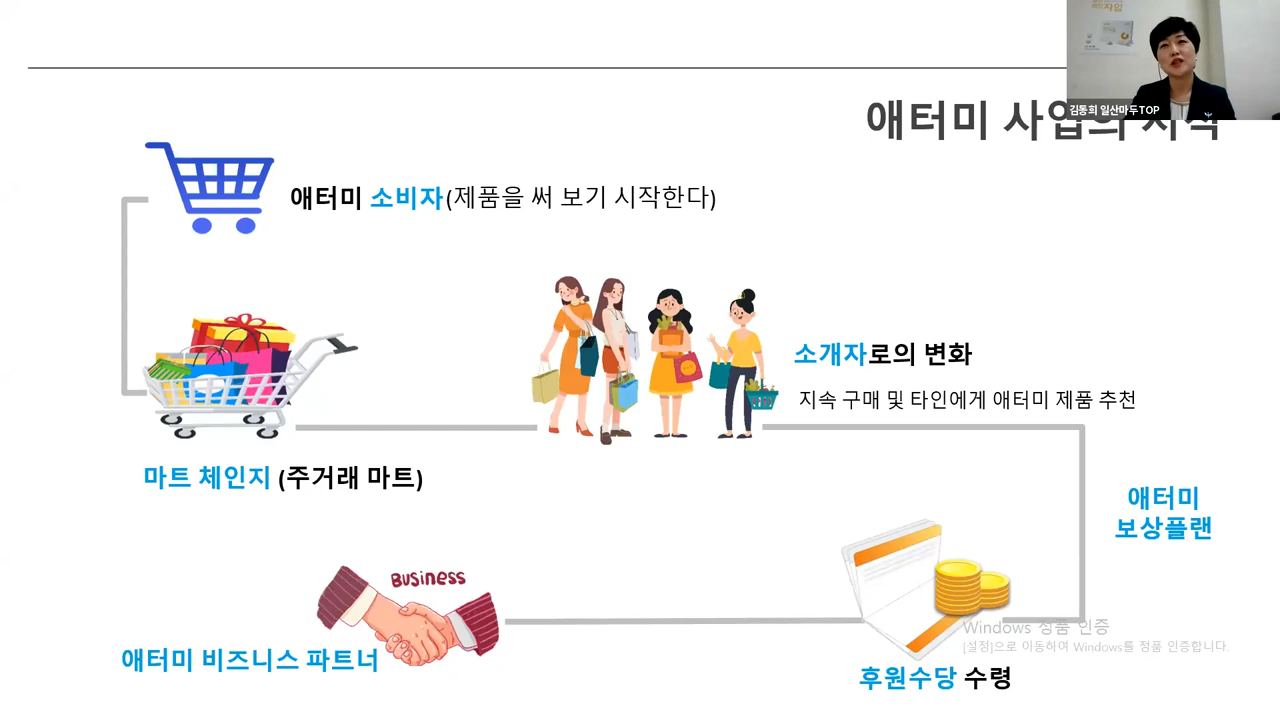 김동희 일산마두TOP
애터미 사업의 시작
애터미 소비자(제품을 써 보기 시작한다)
소개자로의 변화
지속 구매 및 타인에게 애터미 제품 추천
마트 체인지 (주거래 마트)
애터미
보상플랜
Business
애터미 비즈니스 파트너
Windows 정품 인증
[설정]으로 이동하여 Windows를 정품 인증합니다.
후원수당 수령